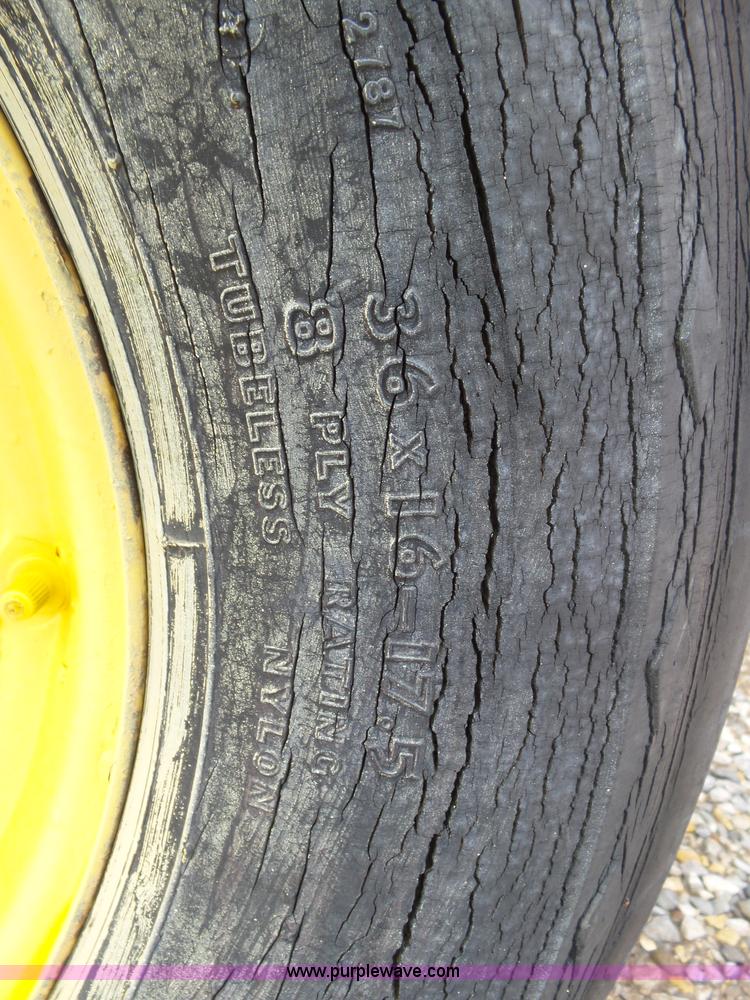 2787
36x16-17.5
8 PLY RATING
TUBELESS NYLON
www.purplewave.com